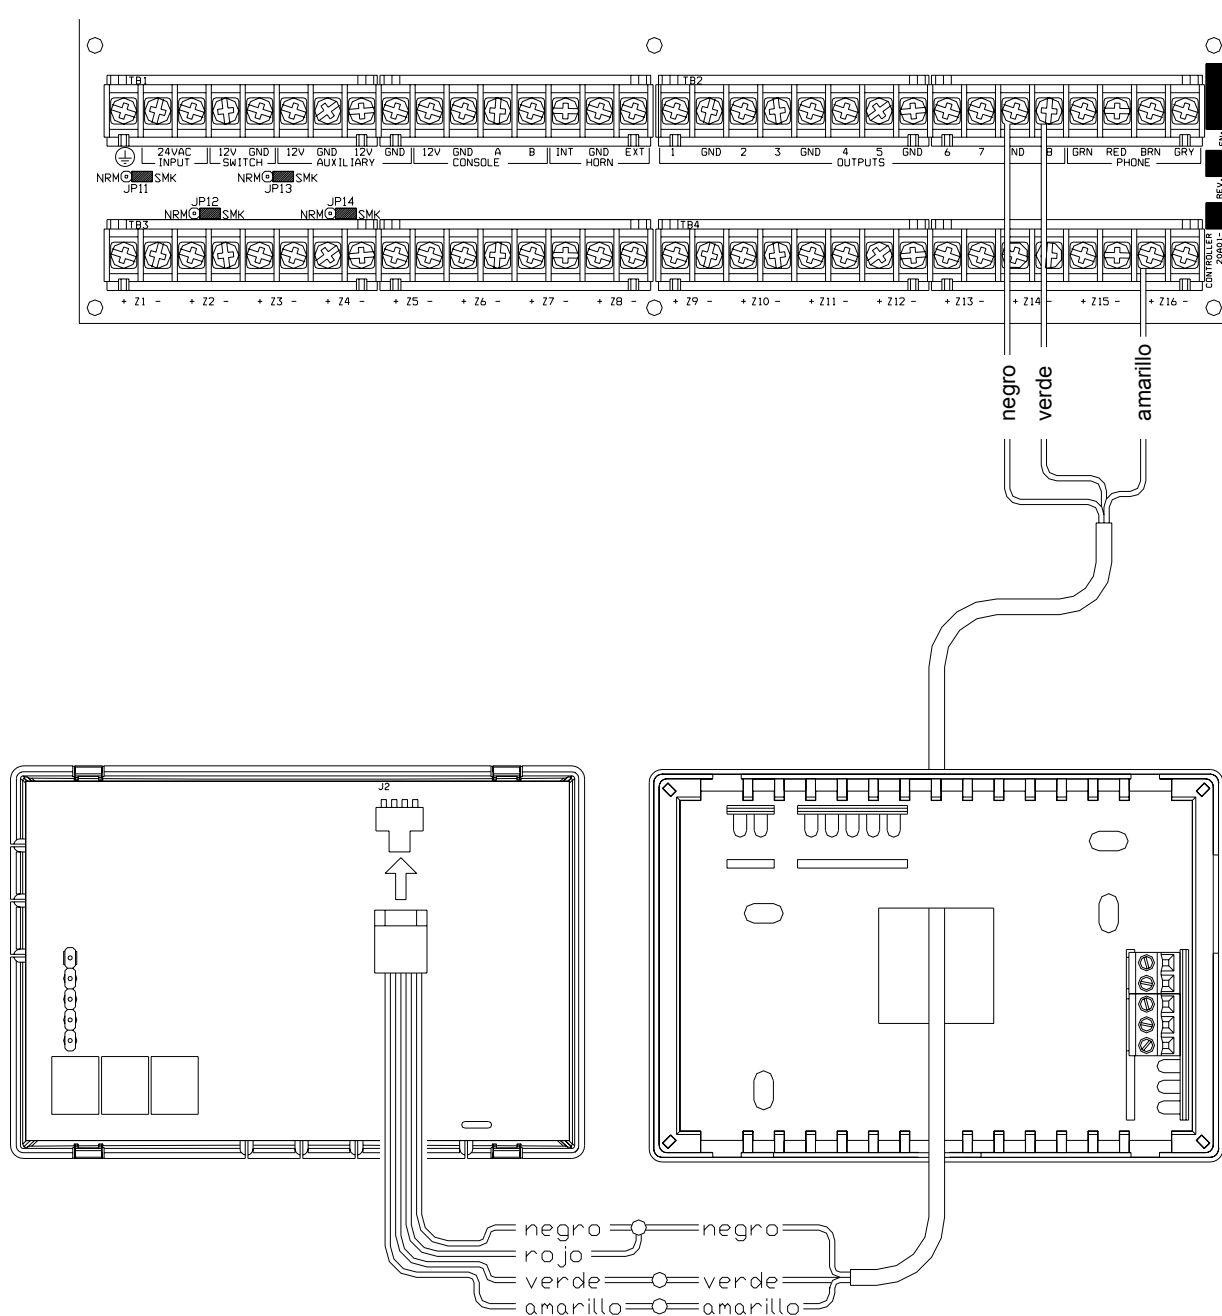 TB1 TB2
24VAC 12V GND 12V GND 12V GND 12V GND A B INT GND EXT 1 GND 2 3 GND 4 5 GND 6 7 ND 8 GRN RED BRN GRY
INPUT SWITCH AUXILIARY CONSOLE HORN OUTPUTS PHONE
NRM SMK NRM SMK
JP11 JP13
JP12 JP14
NRM SMK NRM SMK
TB3 TB4
+ Z1 - + Z2 - + Z3 - + Z4 - + Z5 - + Z6 - + Z7 - + Z8 - + Z9 - + Z10 - + Z11 - + Z12 - + Z13 - + Z14 - + Z15 - + Z16 -
REV.
CONTROLLER
20A01-
negro
verde
amarillo
J2
negro negro
rojo
verde verde
amarillo amarillo